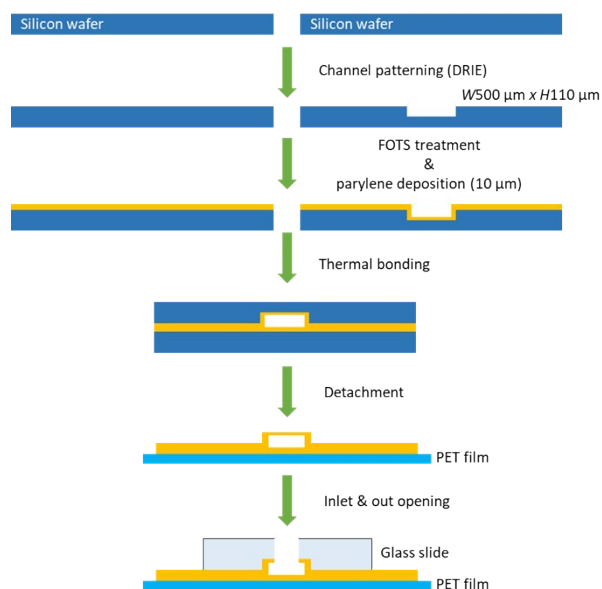 Silicon wafer
Silicon wafer
Channel patterning (DRIE)
W500 µm x H110 µm
FOTS treatment
&
parylene deposition (10 µm)
Thermal bonding
Detachment
PET film
Inlet & out opening
Glass slide
PET film